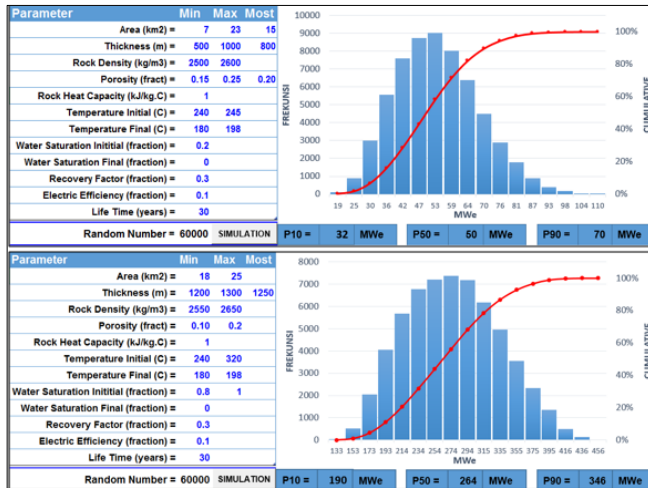 Parameter Min Max Most
Area (km2) = 7 23 15
Thickness (m) = 500 1000 800
Rock Density (kg/m3) = 2500 2600
Porosity (fract) = 0.15 0.25 0.20
Rock Heat Capacity (kJ/kg.C) = 1
Temperature Initial (C) = 240 245
Temperature Final (C) = 180 198
Water Saturation Inititial (fraction) = 0.2
Water Saturation Final (fraction) = 0
Recovery Factor (fraction) = 0.3
Electric Efficiency (fraction) = 0.1
Life Time (years) = 30
Random Number = 60000 SIMULATION
FREKUNSI
10000
9000
8000
7000
6000
5000
4000
3000
2000
1000
0
100%
80%
60%
40%
20%
0%
CUMULATIVE
19 25 30 36 42 47 53 59 64 70 76 81 87 93 98 104 110
MWe
P10 = 32 MWe P50 = 50 MWe P90 = 70 MWe
Parameter Min Max Most
Area (km2) = 18 25
Thickness (m) = 1200 1300 1250
Rock Density (kg/m3) = 2550 2650
Porosity (fract) = 0.10 0.2
Rock Heat Capacity (kJ/kg.C) = 1
Temperature Initial (C) = 240 320
Temperature Final (C) = 180 198
Water Saturation Inititial (fraction) = 0.8 1
Water Saturation Final (fraction) = 0
Recovery Factor (fraction) = 0.3
Electric Efficiency (fraction) = 0.1
Life Time (years) = 30
Random Number = 60000 SIMULATION
FREKUNSI
8000
7000
6000
5000
4000
3000
2000
1000
0
100%
80%
60%
40%
20%
0%
CUMULATIVE
133 153 173 193 214 234 254 274 294 315 335 355 375 395 416 436 456
MWe
P10 = 190 MWe P50 = 264 MWe P90 = 346 MWe